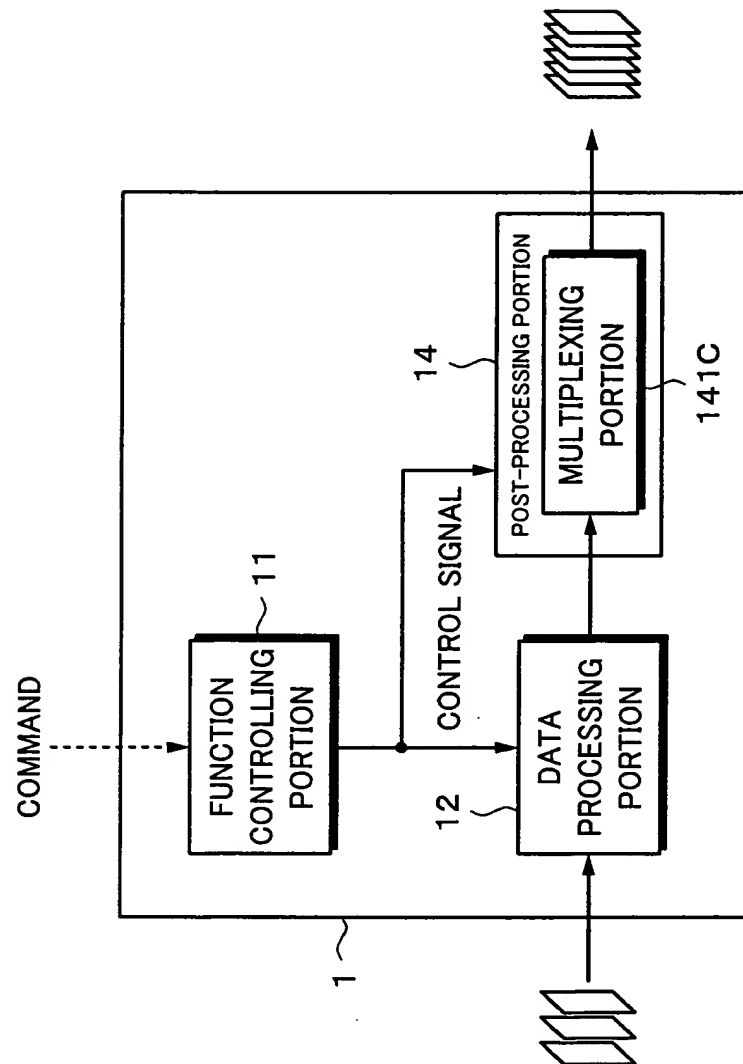 COMMAND
FUNCTION
CONTROLLING
PORTION
11
CONTROL SIGNAL
1
12
DATA
PROCESSING
PORTION
14
POST-PROCESSING PORTION
MULTIPLEXING
PORTION
141C